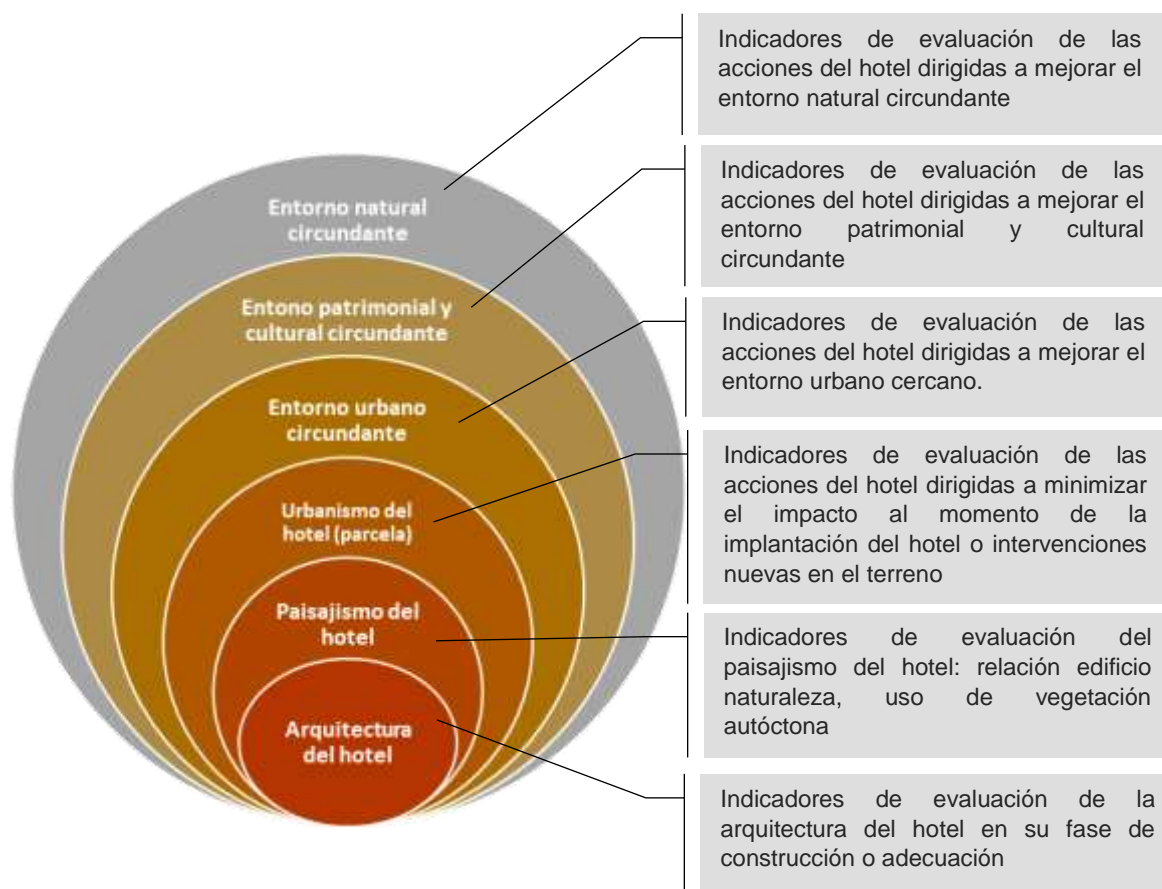 Indicadores de evaluación de las
acciones del hotel dirigidas a mejorar el
entorno natural circundante
Entorno natural
circundante
Indicadores de evaluación de las
acciones del hotel dirigidas a mejorar el
entorno patrimonial y cultural
circundante
Entono patrimonial y
cultural circundante
Indicadores de evaluación de las
acciones del hotel dirigidas a mejorar el
entorno urbano cercano.
Entorno urbano
circundante
Indicadores de evaluación de las
acciones del hotel dirigidas a minimizar
el impacto al momento de la
implantación del hotel o intervenciones
nuevas en el terreno
Urbanismo del
hotel (parcela)
Indicadores de evaluación del
paisajismo del hotel: relación edificio
naturaleza, uso de vegetación
autóctona
Paisajismo del
hotel
Indicadores de evaluación de la
arquitectura del hotel en su fase de
construcción o adecuación
Arquitectura
del hotel